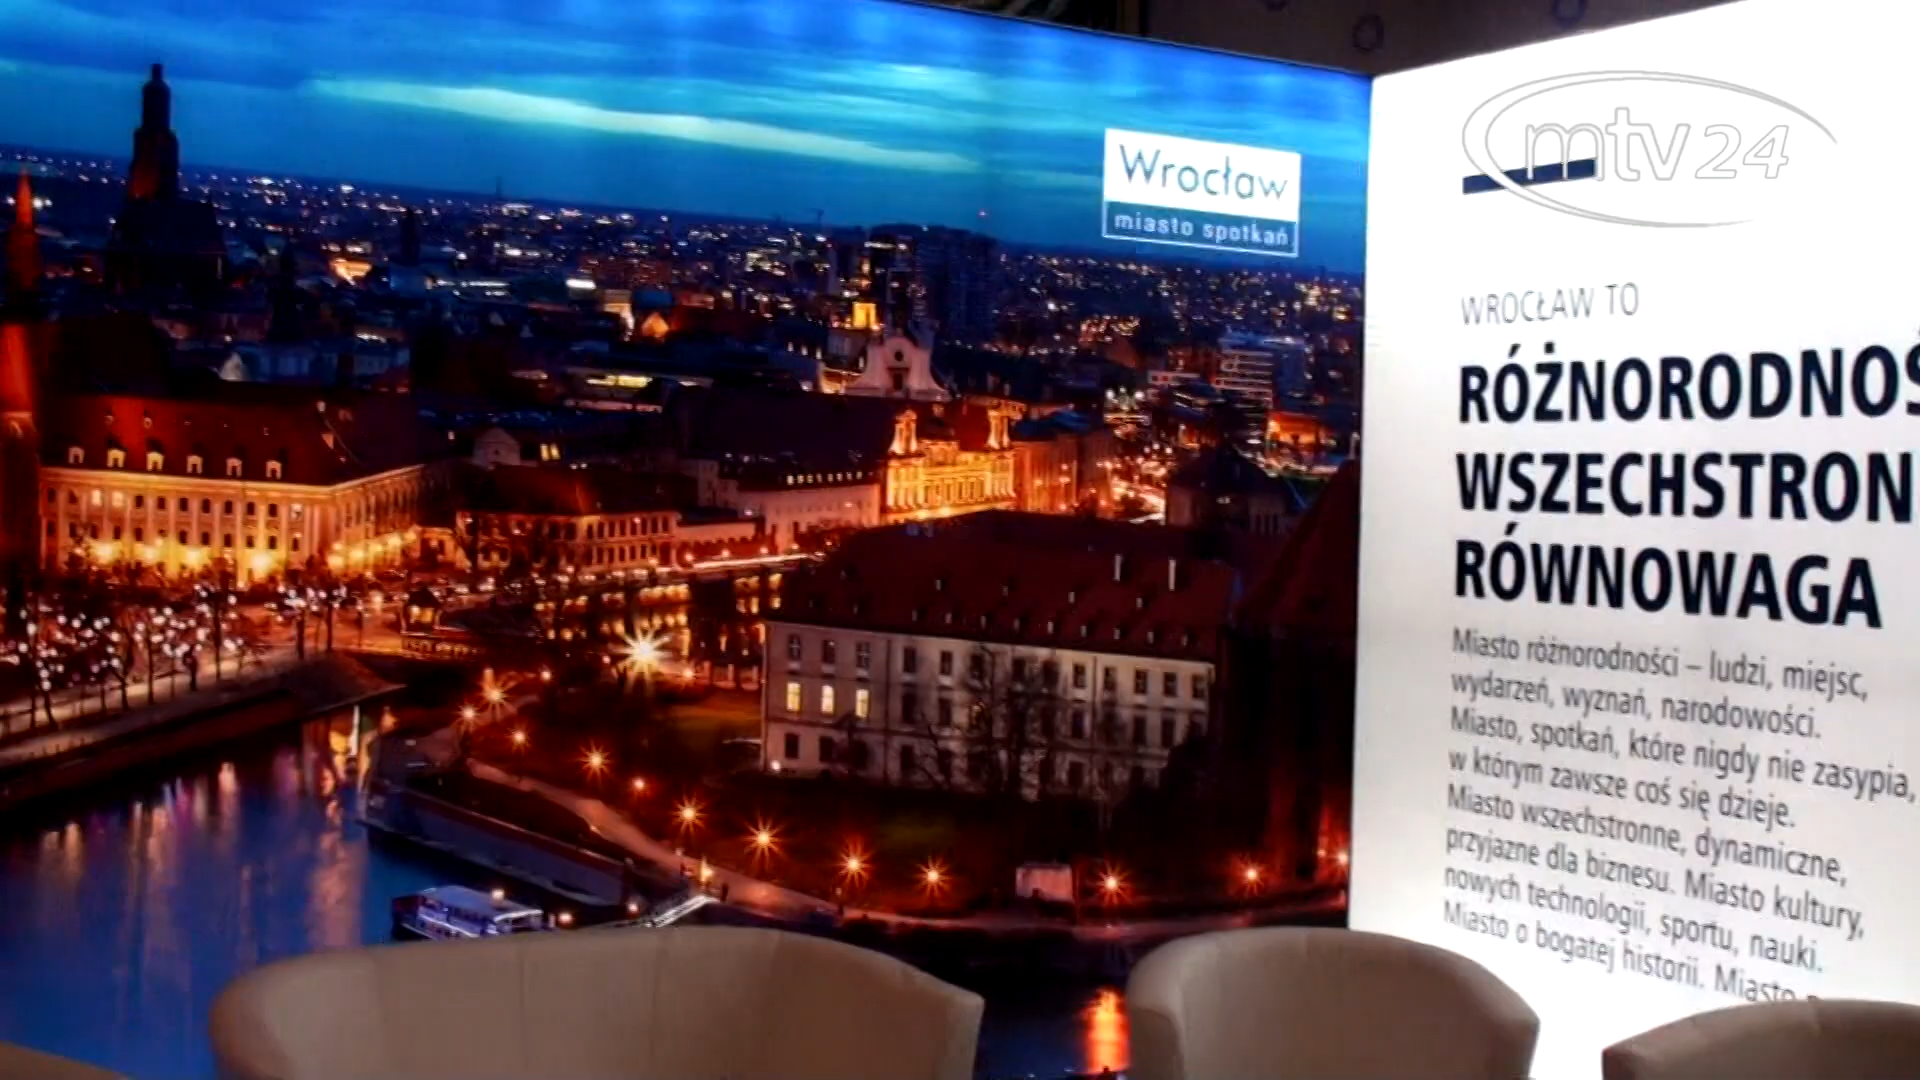 Wrocław
miasto spotkań
mtv24
WROCŁAW TO
RÓŻNORODNOŚ
WSZECHSTRON
RÓWNOWAGA
Miasto różnorodności – ludzi, miejsc,
wydarzeń, wyznań, narodowości.
Miasto, spotkań, które nigdy nie zasypia,
w którym zawsze coś się dzieje.
Miasto wszechstronne, dynamiczne,
przyjazne dla biznesu. Miasto kultury,
nowych technologii, sportu, nauki.
Miasto o bogatej historii. Miasto